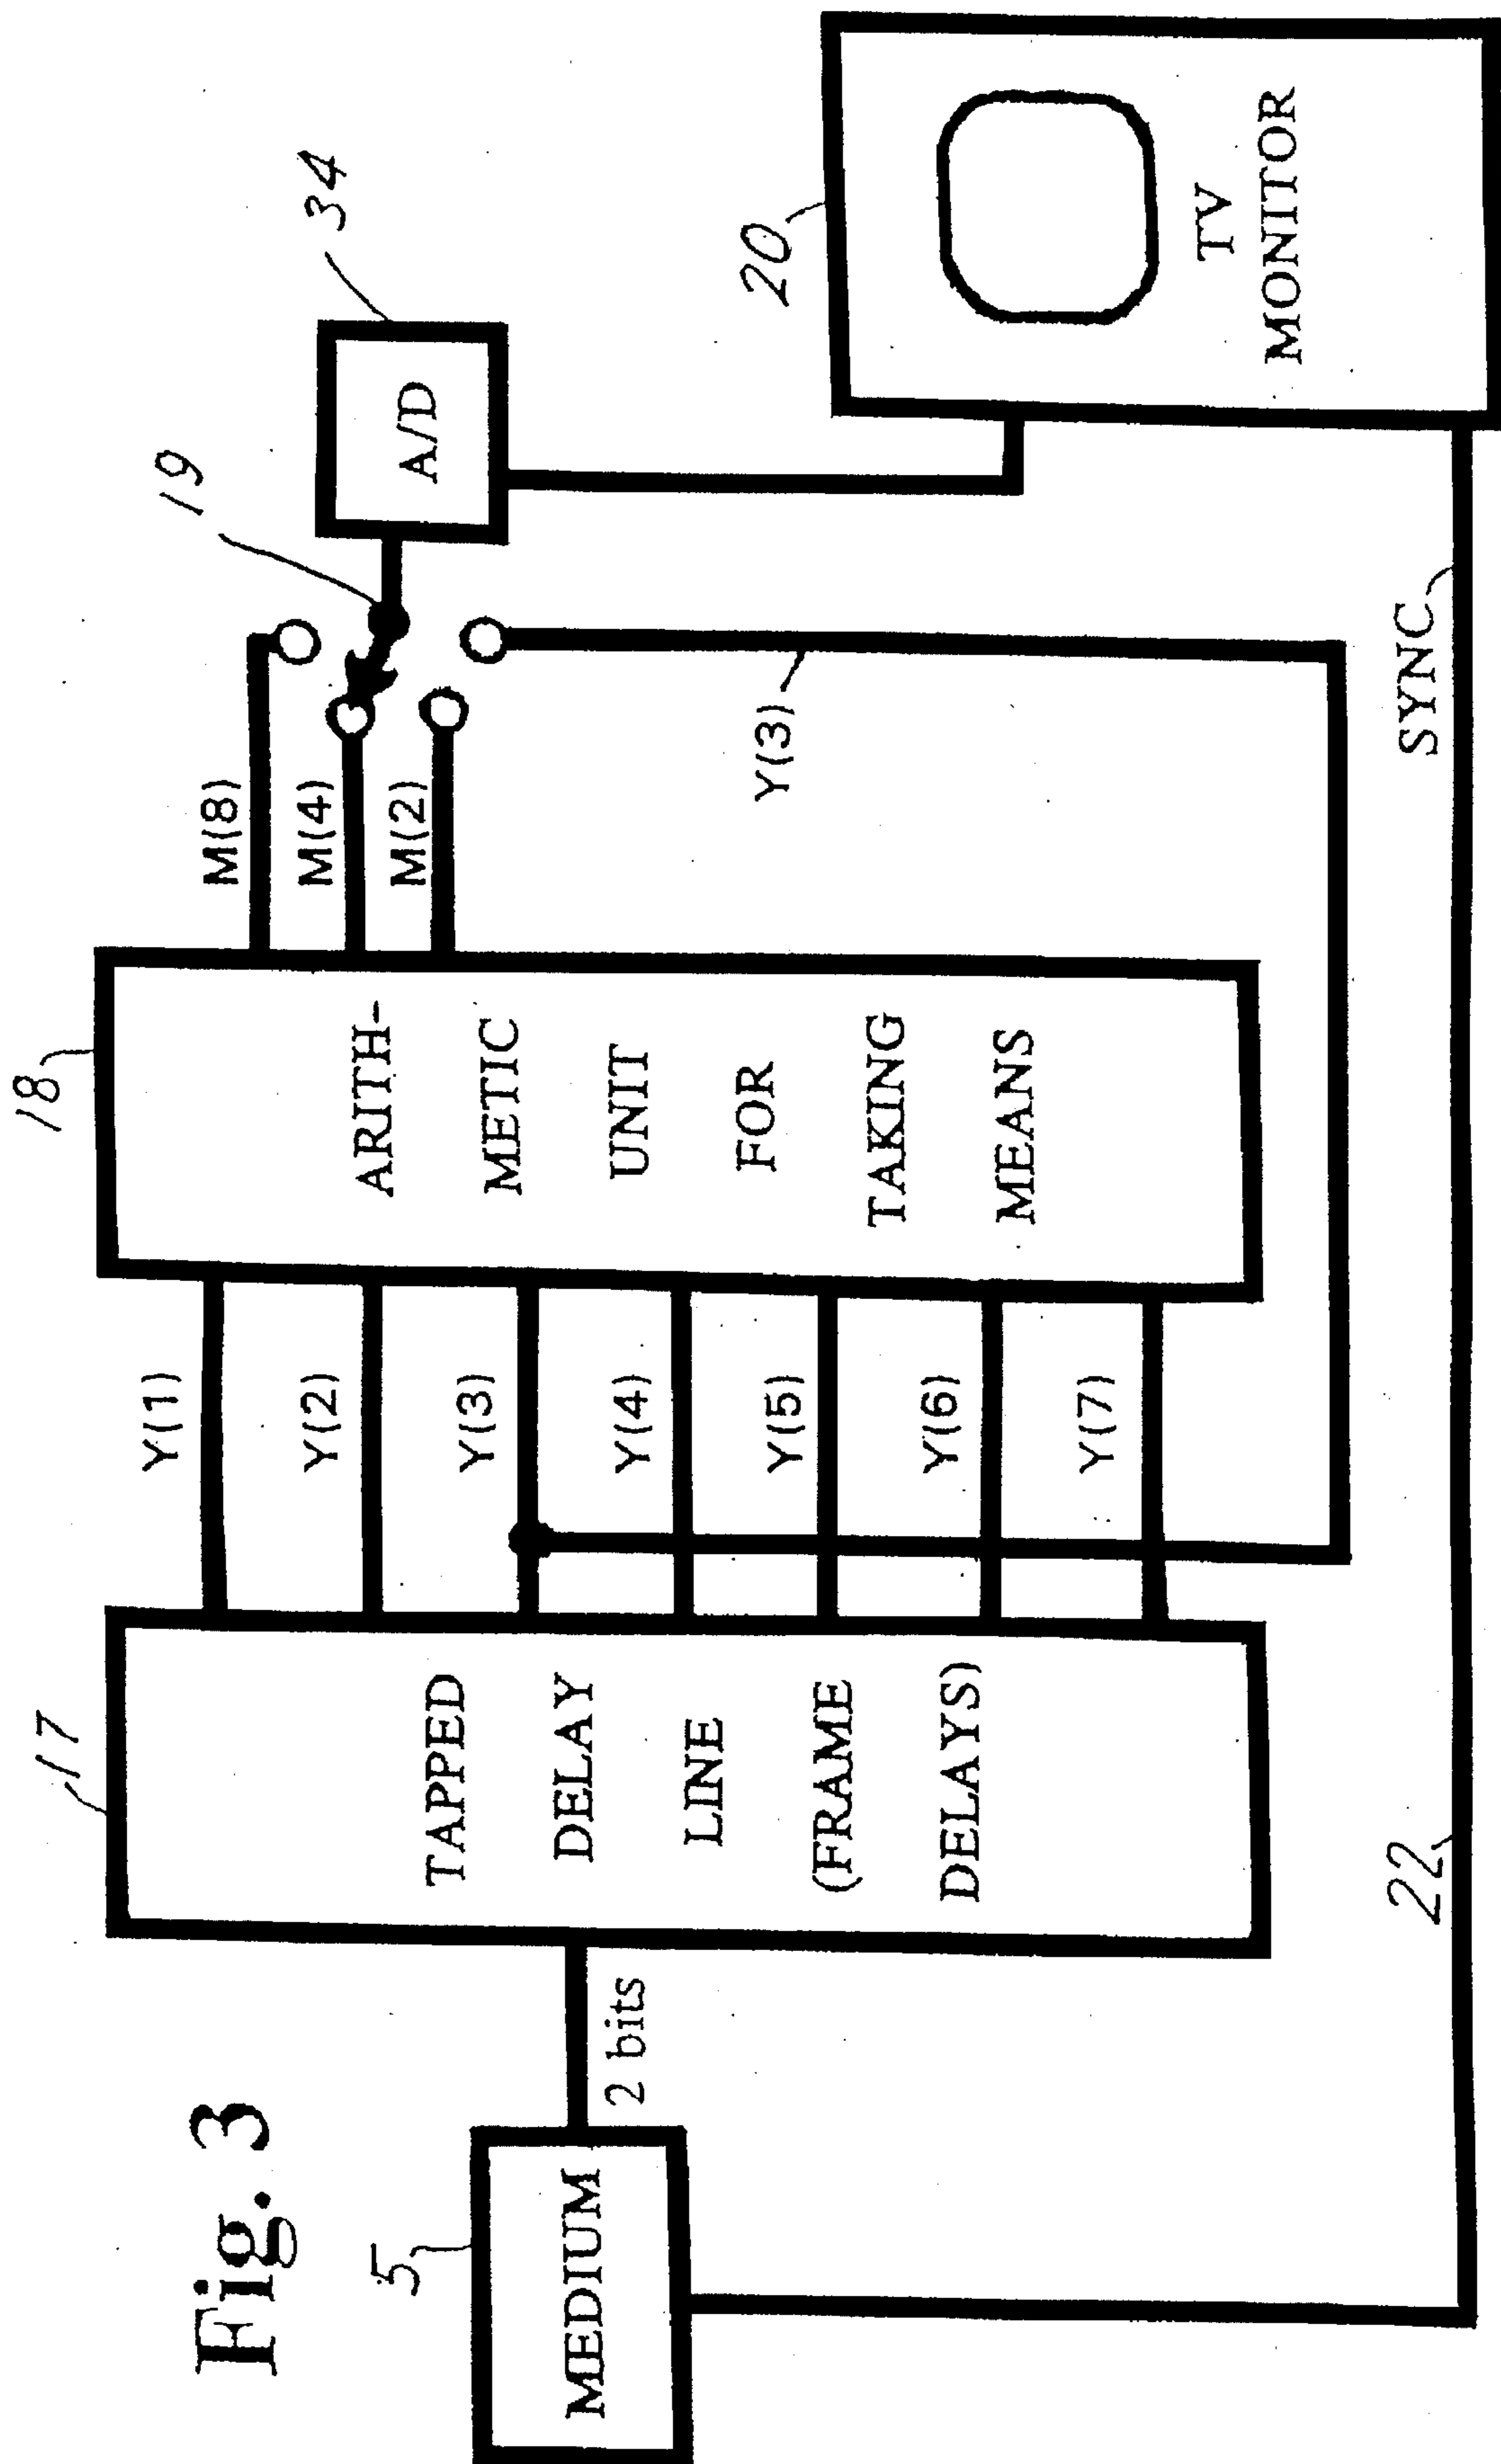 Fig. 3
5
MEDIUM
2 bits
17
TAPPED
DELAY
LINE
(FRAME
DELAYS)
Y(1)
Y(2)
Y(3)
Y(4)
Y(5)
Y(6)
Y(7)
18
ARITH-
METIC
UNIT
FOR
TAKING
MEANS
M(8)
M(4)
M(2)
19
34
A/D
Y(3)
20
TV
MONITOR
SYNC
22